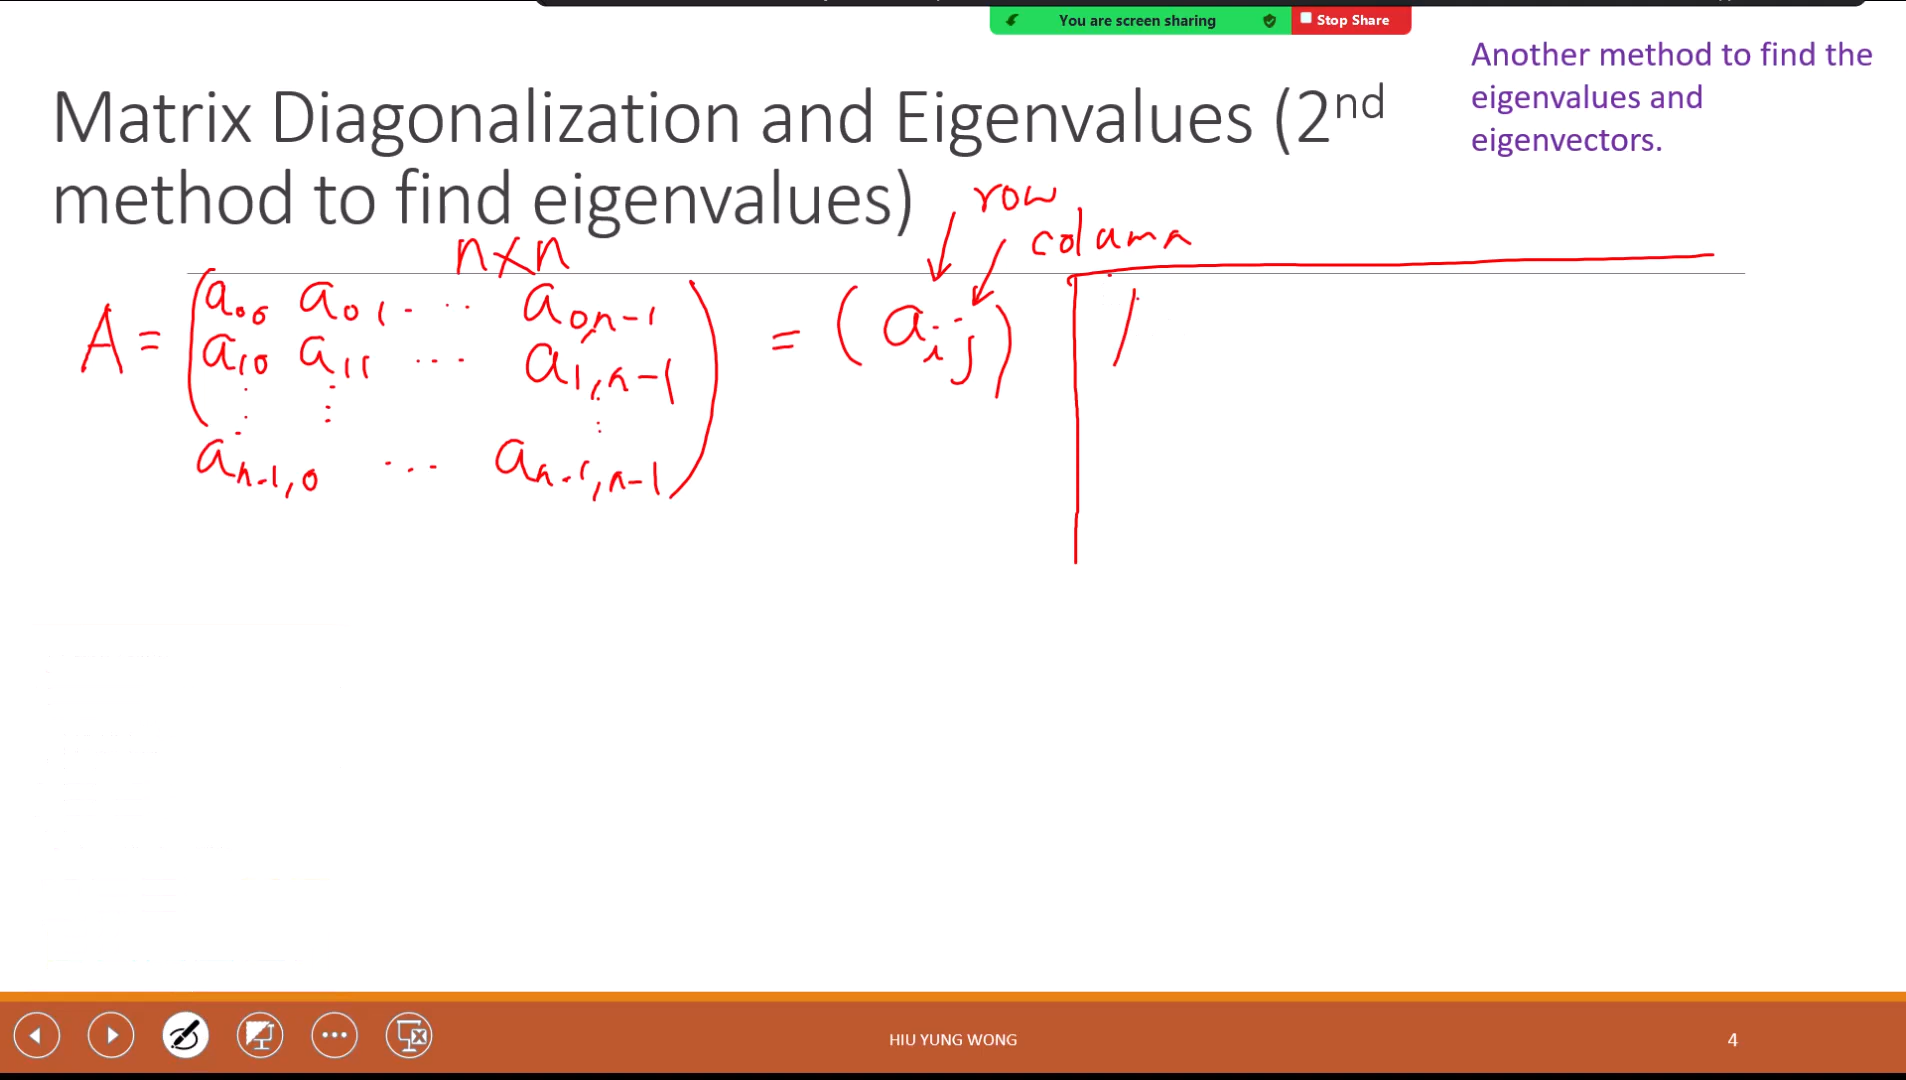 You are screen sharing Stop Share
Another method to find the
eigenvalues and
eigenvectors.
Matrix Diagonalization and Eigenvalues (2nd
method to find eigenvalues)
row
column
n×n
A = ( a00 a01 . . . . a0,n-1
a10 a11 ... a1,n-1
: : :
an-1,0 ... an-1,n-1 ) = ( aij )
HIU YUNG WONG
4